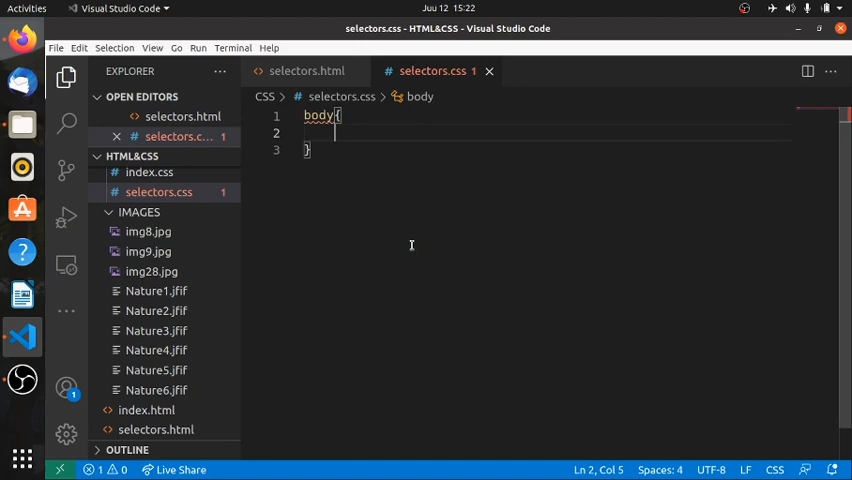 Activities Visual Studio Code Juu 12 15:22
selectors.css - HTML&CSS - Visual Studio Code
File Edit Selection View Go Run Terminal Help
EXPLORER
selectors.html selectors.css 1
OPEN EDITORS
CSS > # selectors.css > body
selectors.html
# selectors.c... 1
HTML&CSS
# index.css
# selectors.css 1
IMAGES
img8.jpg
img9.jpg
img28.jpg
Nature1.jfif
Nature2.jfif
Nature3.jfif
Nature4.jfif
Nature5.jfif
Nature6.jfif
index.html
selectors.html
OUTLINE
1 body{
2
3 }
1
1 0 Live Share Ln 2, Col 5 Spaces: 4 UTF-8 LF CSS